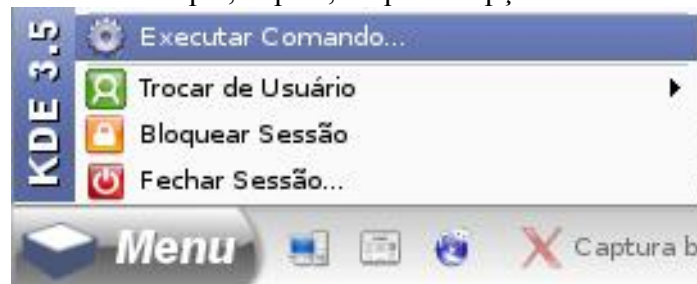 KDE 3.5
Executar Comando...
Trocar de Usuário
Bloquear Sessão
Fechar Sessão...
Menu
Captura b